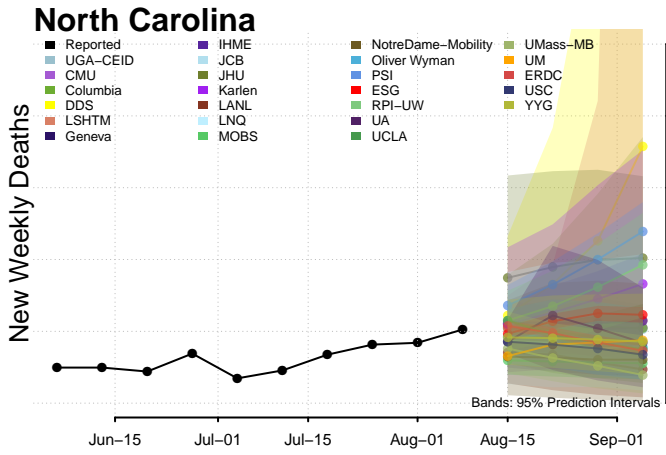 North Carolina
New Weekly Deaths
Reported IHME NotreDame−Mobility UMass−MB
UGA−CEID JCB Oliver Wyman UM
CMU JHU PSI ERDC
Columbia Karlen ESG USC
DDS LANL RPI−UW YYG
LSHTM LNQ UA
Geneva MOBS UCLA
Bands: 95% Prediction Intervals
Jun−15 Jul−01 Jul−15 Aug−01 Aug−15 Sep−01